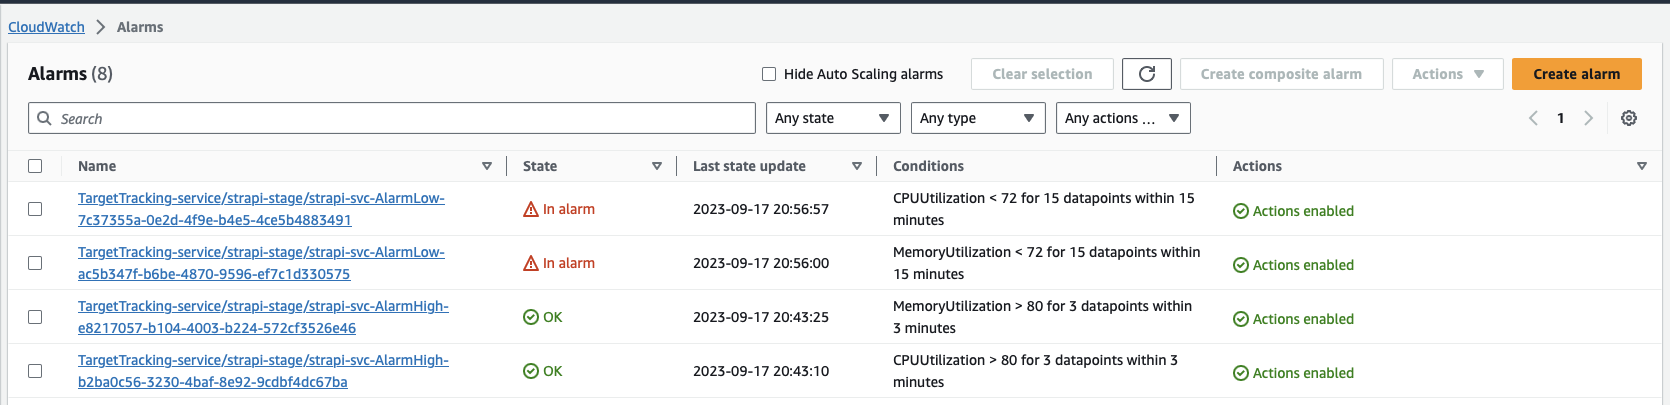 CloudWatch > Alarms
Alarms (8)
Hide Auto Scaling alarms
Clear selection
Create composite alarm
Actions
Create alarm
Search
Any state
Any type
Any actions ...
1
Name
State
Last state update
Conditions
Actions
TargetTracking-service/strapi-stage/strapi-svc-AlarmLow-
7c37355a-0e2d-4f9e-b4e5-4ce5b4883491
In alarm
2023-09-17 20:56:57
CPUUtilization < 72 for 15 datapoints within 15
minutes
Actions enabled
TargetTracking-service/strapi-stage/strapi-svc-AlarmLow-
ac5b347f-b6be-4870-9596-ef7c1d330575
In alarm
2023-09-17 20:56:00
MemoryUtilization < 72 for 15 datapoints within
15 minutes
Actions enabled
TargetTracking-service/strapi-stage/strapi-svc-AlarmHigh-
e8217057-b104-4003-b224-572cf3526e46
OK
2023-09-17 20:43:25
MemoryUtilization > 80 for 3 datapoints within
3 minutes
Actions enabled
TargetTracking-service/strapi-stage/strapi-svc-AlarmHigh-
b2ba0c56-3230-4baf-8e92-9cdbf4dc67ba
OK
2023-09-17 20:43:10
CPUUtilization > 80 for 3 datapoints within 3
minutes
Actions enabled